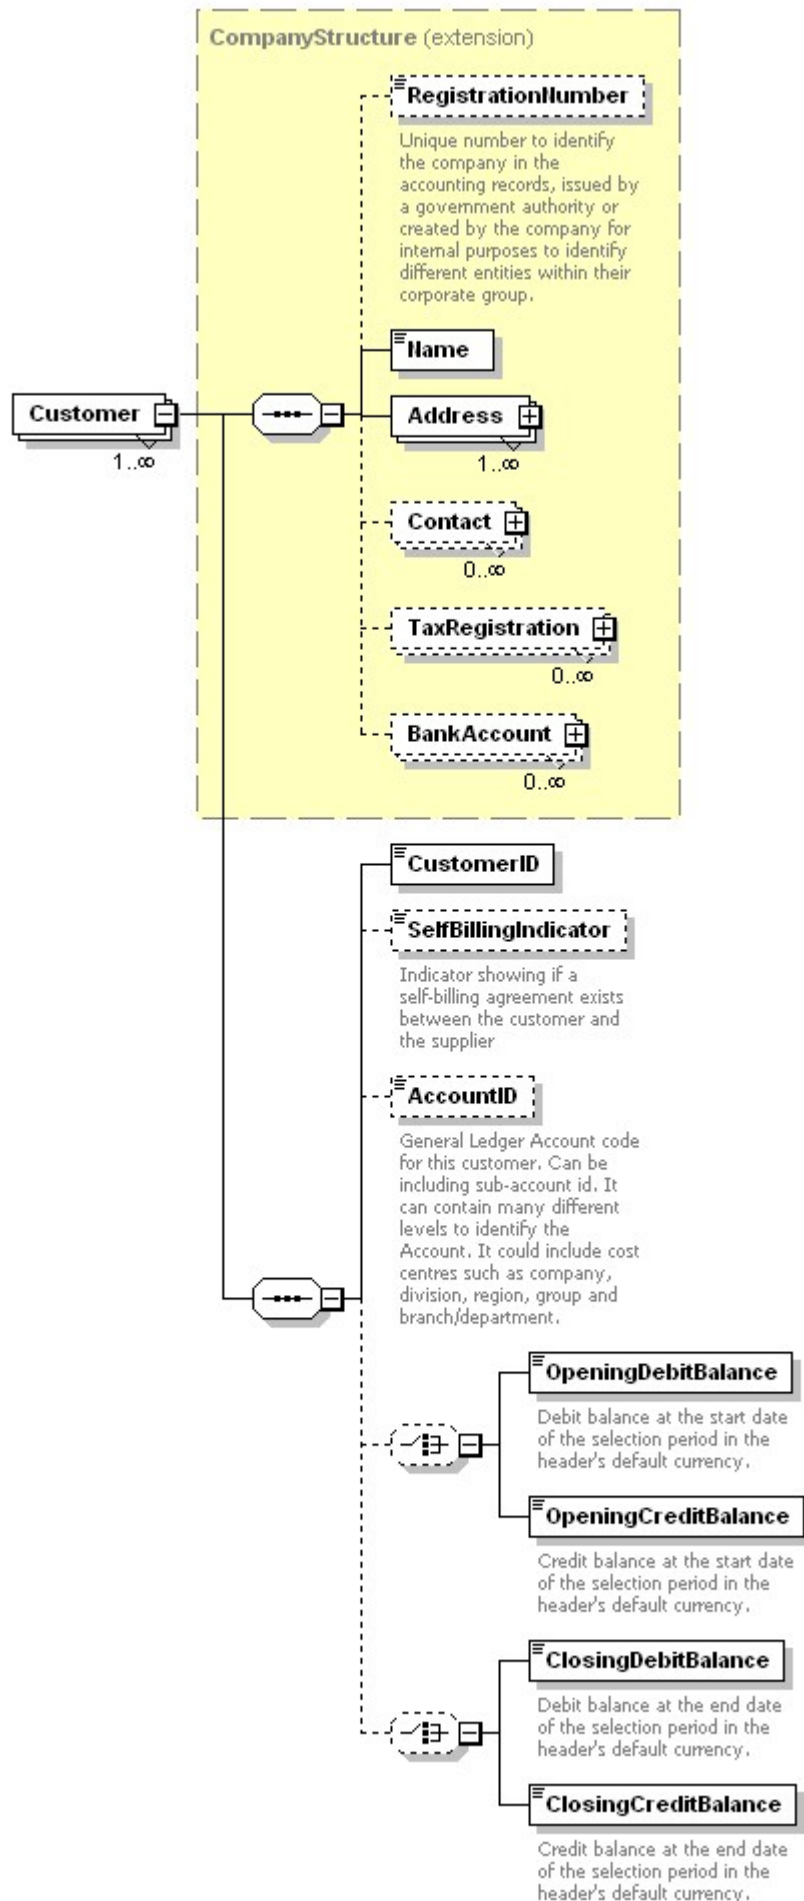 CompanyStructure (extension)
RegistrationNumber
Unique number to identify
the company in the
accounting records, issued by
a government authority or
created by the company for
internal purposes to identify
different entities within their
corporate group.
Name
Customer
1..∞
Address
1..∞
Contact
0..∞
TaxRegistration
0..∞
BankAccount
0..∞
CustomerID
SelfBillingIndicator
Indicator showing if a
self-billing agreement exists
between the customer and
the supplier
AccountID
General Ledger Account code
for this customer. Can be
including sub-account id. It
can contain many different
levels to identify the
Account. It could include cost
centres such as company,
division, region, group and
branch/department.
OpeningDebitBalance
Debit balance at the start date
of the selection period in the
header's default currency.
OpeningCreditBalance
Credit balance at the start date
of the selection period in the
header's default currency.
ClosingDebitBalance
Debit balance at the end date
of the selection period in the
header's default currency.
ClosingCreditBalance
Credit balance at the end date
of the selection period in the
header's default currency.